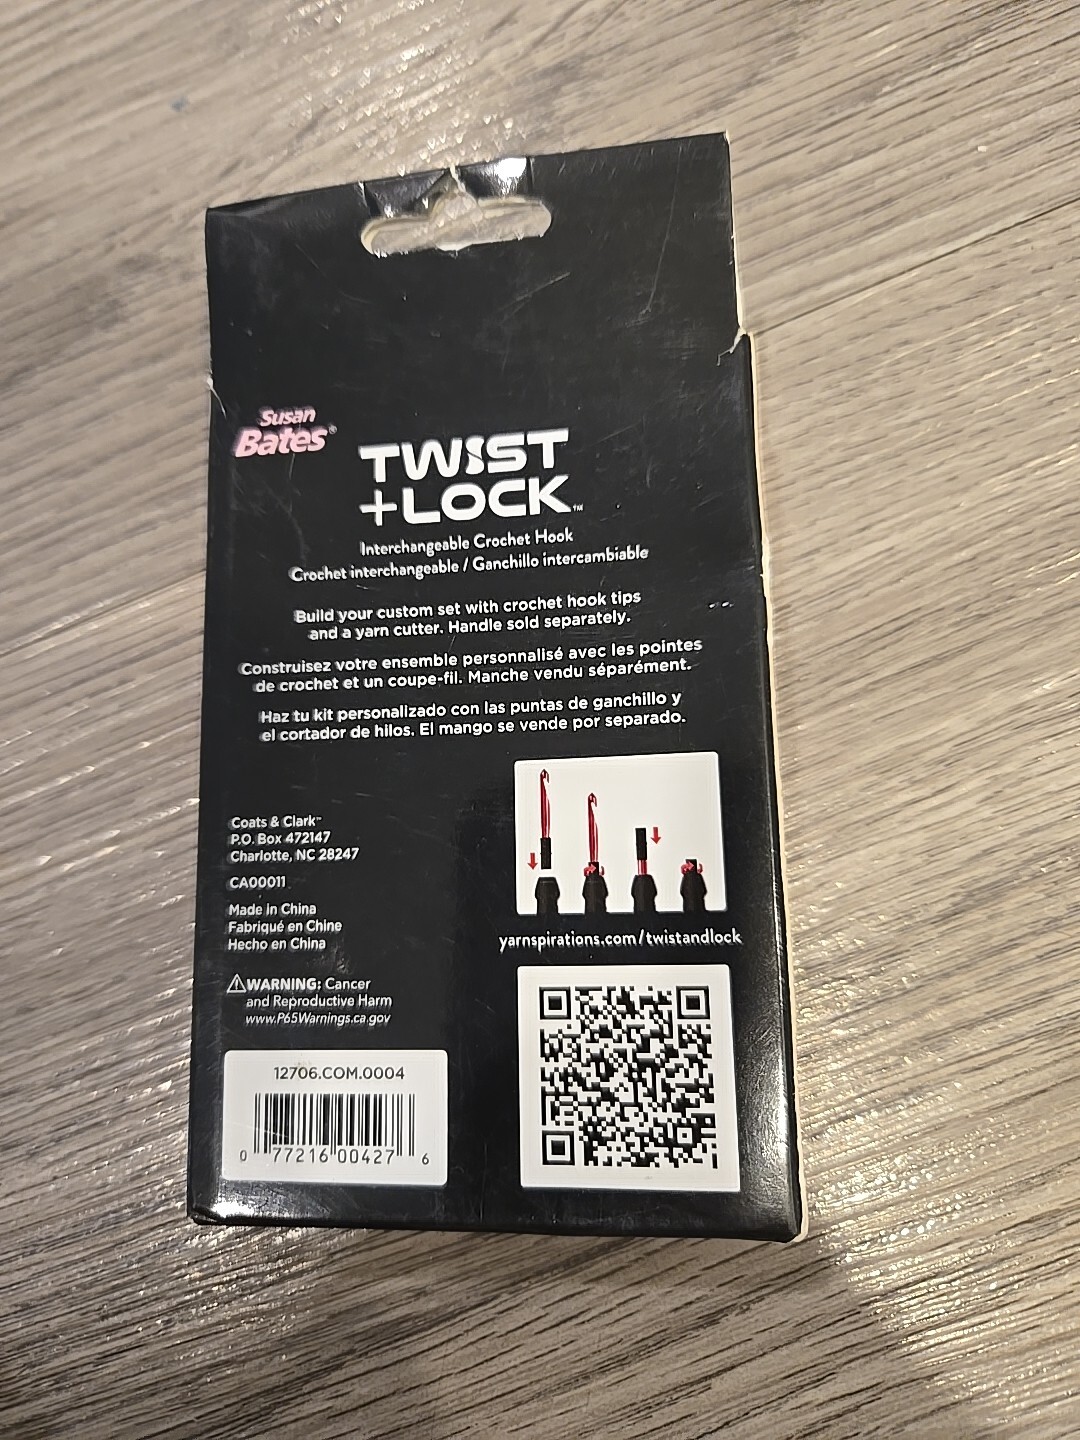 Susan
Bates®
TWIST
+LOCK™
Interchangeable Crochet Hook
Crochet interchangeable / Ganchillo intercambiable
Build your custom set with crochet hook tips
and a yarn cutter. Handle sold separately.
Construisez votre ensemble personnalisé avec les pointes
de crochet et un coupe-fil. Manche vendu séparément.
Haz tu kit personalizado con las puntas de ganchillo y
el cortador de hilos. El mango se vende por separado.
Coats & Clark™
P.O. Box 472147
Charlotte, NC 28247
CA00011
Made in China
Fabriqué en Chine
Hecho en China
⚠WARNING: Cancer
and Reproductive Harm
www.P65Warnings.ca.gov
yarnspirations.com/twistandlock
12706.COM.0004
0 77216 00427 6